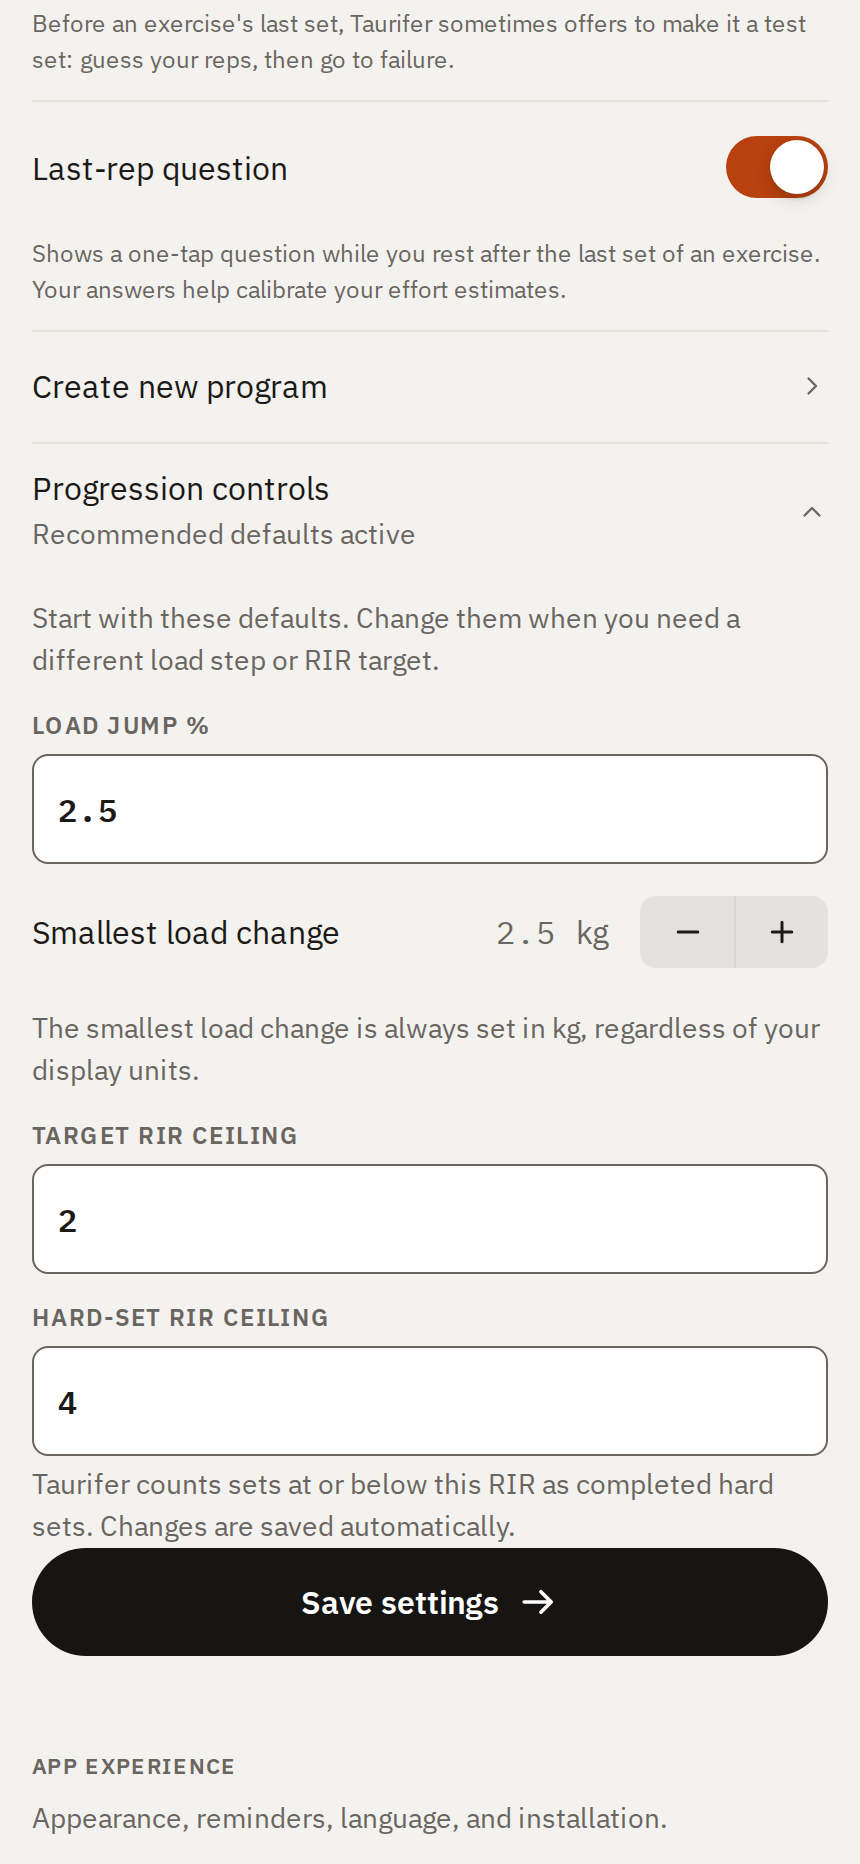 Before an exercise's last set, Taurifer sometimes offers to make it a test
set: guess your reps, then go to failure.
Last-rep question
Shows a one-tap question while you rest after the last set of an exercise.
Your answers help calibrate your effort estimates.
Create new program
Progression controls
Recommended defaults active
Start with these defaults. Change them when you need a
different load step or RIR target.
LOAD JUMP %
2.5
Smallest load change 2.5 kg − +
The smallest load change is always set in kg, regardless of your
display units.
TARGET RIR CEILING
2
HARD-SET RIR CEILING
4
Taurifer counts sets at or below this RIR as completed hard
sets. Changes are saved automatically.
Save settings →
APP EXPERIENCE
Appearance, reminders, language, and installation.